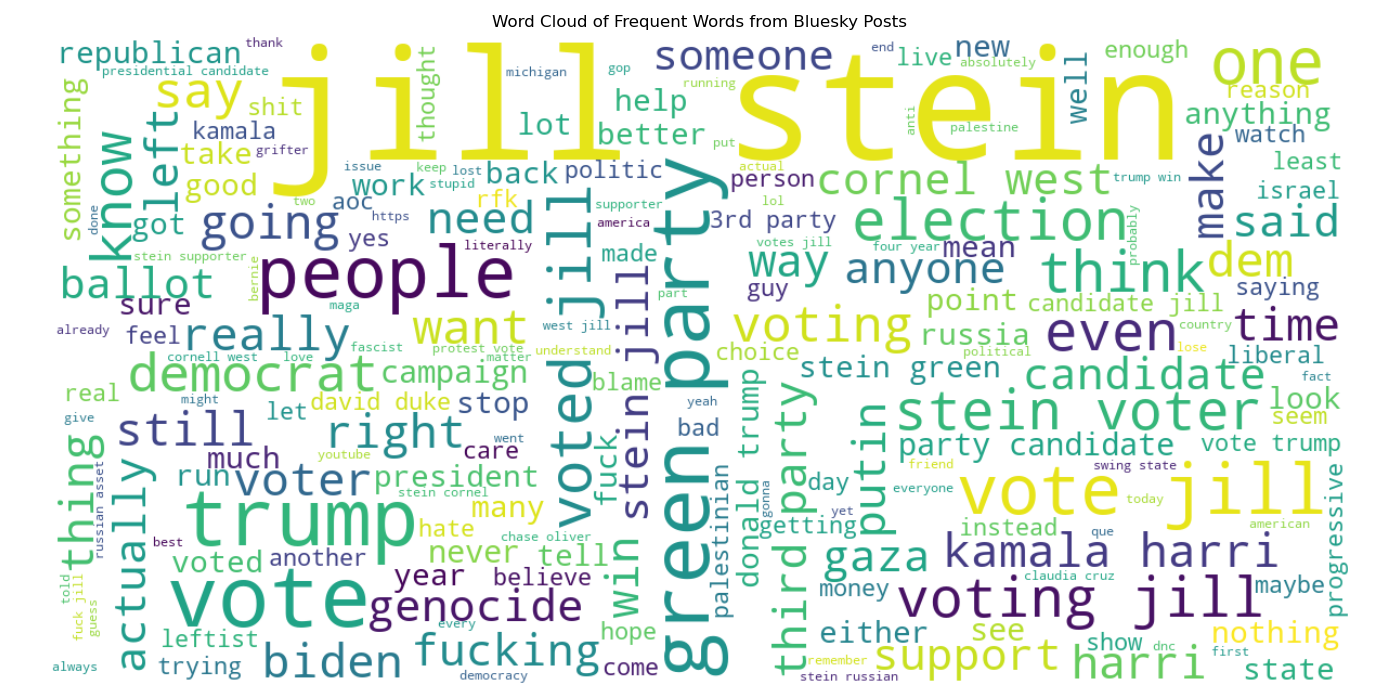 Word Cloud of Frequent Words from Bluesky Posts
republican
thank
presidential candidate
jill stein
someone
end
live
new
absolutely
enough
one
reason
say
shit
michigan
gop
running
thought
help
lot
better
put
anti
palestine
well
anything
watch
something
know
left
kamala
take
grifter
good
issue
keep
lost
back
politic
actual
person
cornel west
trump win
make
least
israel
work
stupid
two
aoc
rfk
supporter
lol
3rd party
election
said
done
got
going
https
need
america
yes
literally
made
votes jill
four year
mean
probably
stein supporter
people
bernie
voted jill
green party
way
anyone
think
dem
ballot
sure
maga
part
guy
point
candidate jill
saying
already
feel
really
want
west jill
stein jill
voting
russia
even
country
time
cornell west
love
fascist
protest vote
matter
understand
choice
political
lose
liberal
democrat
campaign
blame
stein green
candidate
fact
real
might
let
david duke
stop
yeah
donald trump
third party
putin
stein voter
look
seem
give
still
right
went
fuck
bad
party candidate
vote trump
thing
actually
russian asset
much
youtube
care
run
voter
president
stein cornel
palestinian
day
friend
everyone
swing state
vote jill
today
progressive
trump
many
hate
chase oliver
gonna
yet
getting
instead
que
american
best
voted
another
never
tell
win
gaza
kamala harri
told
fuck jill
guess
vote
year
believe
genocide
money
claudia cruz
voting jill
maybe
every
leftist
hope
either
see
show
dnc
nothing
first
always
trying
biden
fucking
democracy
come
remember
support
stein russian
harri
state